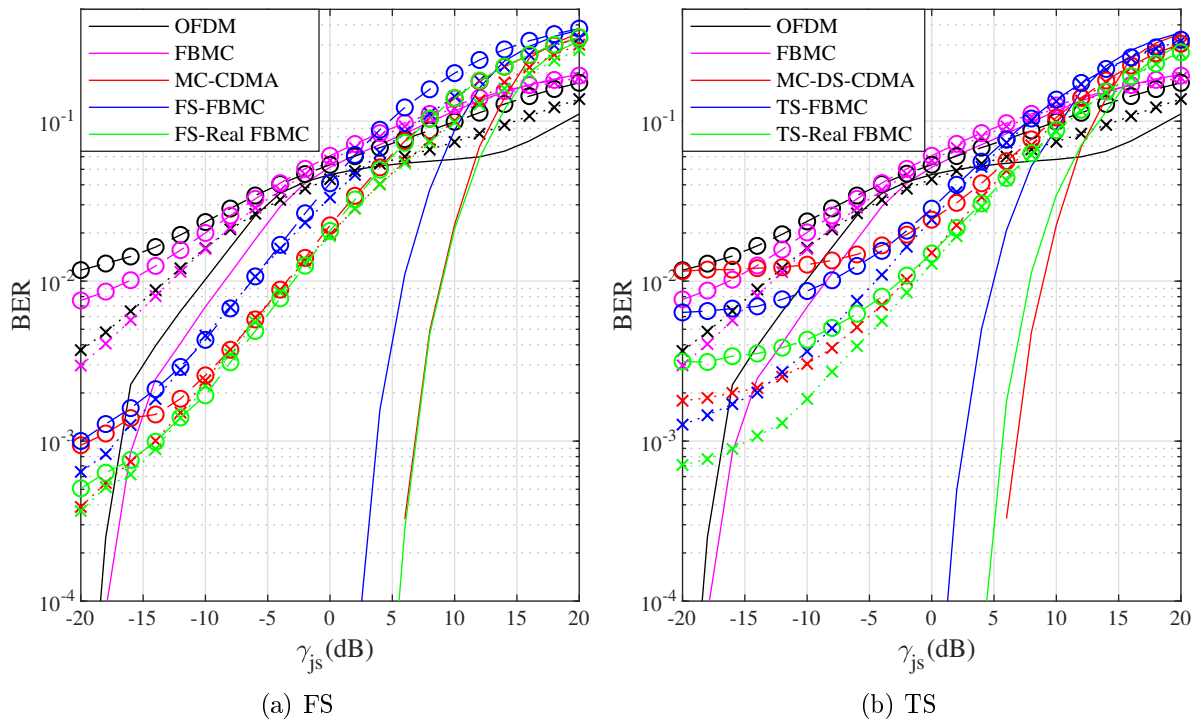 OFDM
FBMC
MC-CDMA
FS-FBMC
FS-Real FBMC
10^-1
10^-2
10^-3
10^-4
BER
-20 -15 -10 -5 0 5 10 15 20
γ_js (dB)
(a) FS
OFDM
FBMC
MC-DS-CDMA
TS-FBMC
TS-Real FBMC
10^-1
10^-2
10^-3
10^-4
BER
-20 -15 -10 -5 0 5 10 15 20
γ_js (dB)
(b) TS